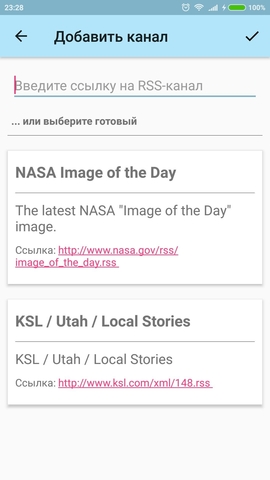 23:28
100%
Добавить канал
Введите ссылку на RSS-канал
... или выберите готовый
NASA Image of the Day
The latest NASA "Image of the Day"
image.
Ссылка: http://www.nasa.gov/rss/
image_of_the_day.rss
KSL / Utah / Local Stories
KSL / Utah / Local Stories
Ссылка: http://www.ksl.com/xml/148.rss